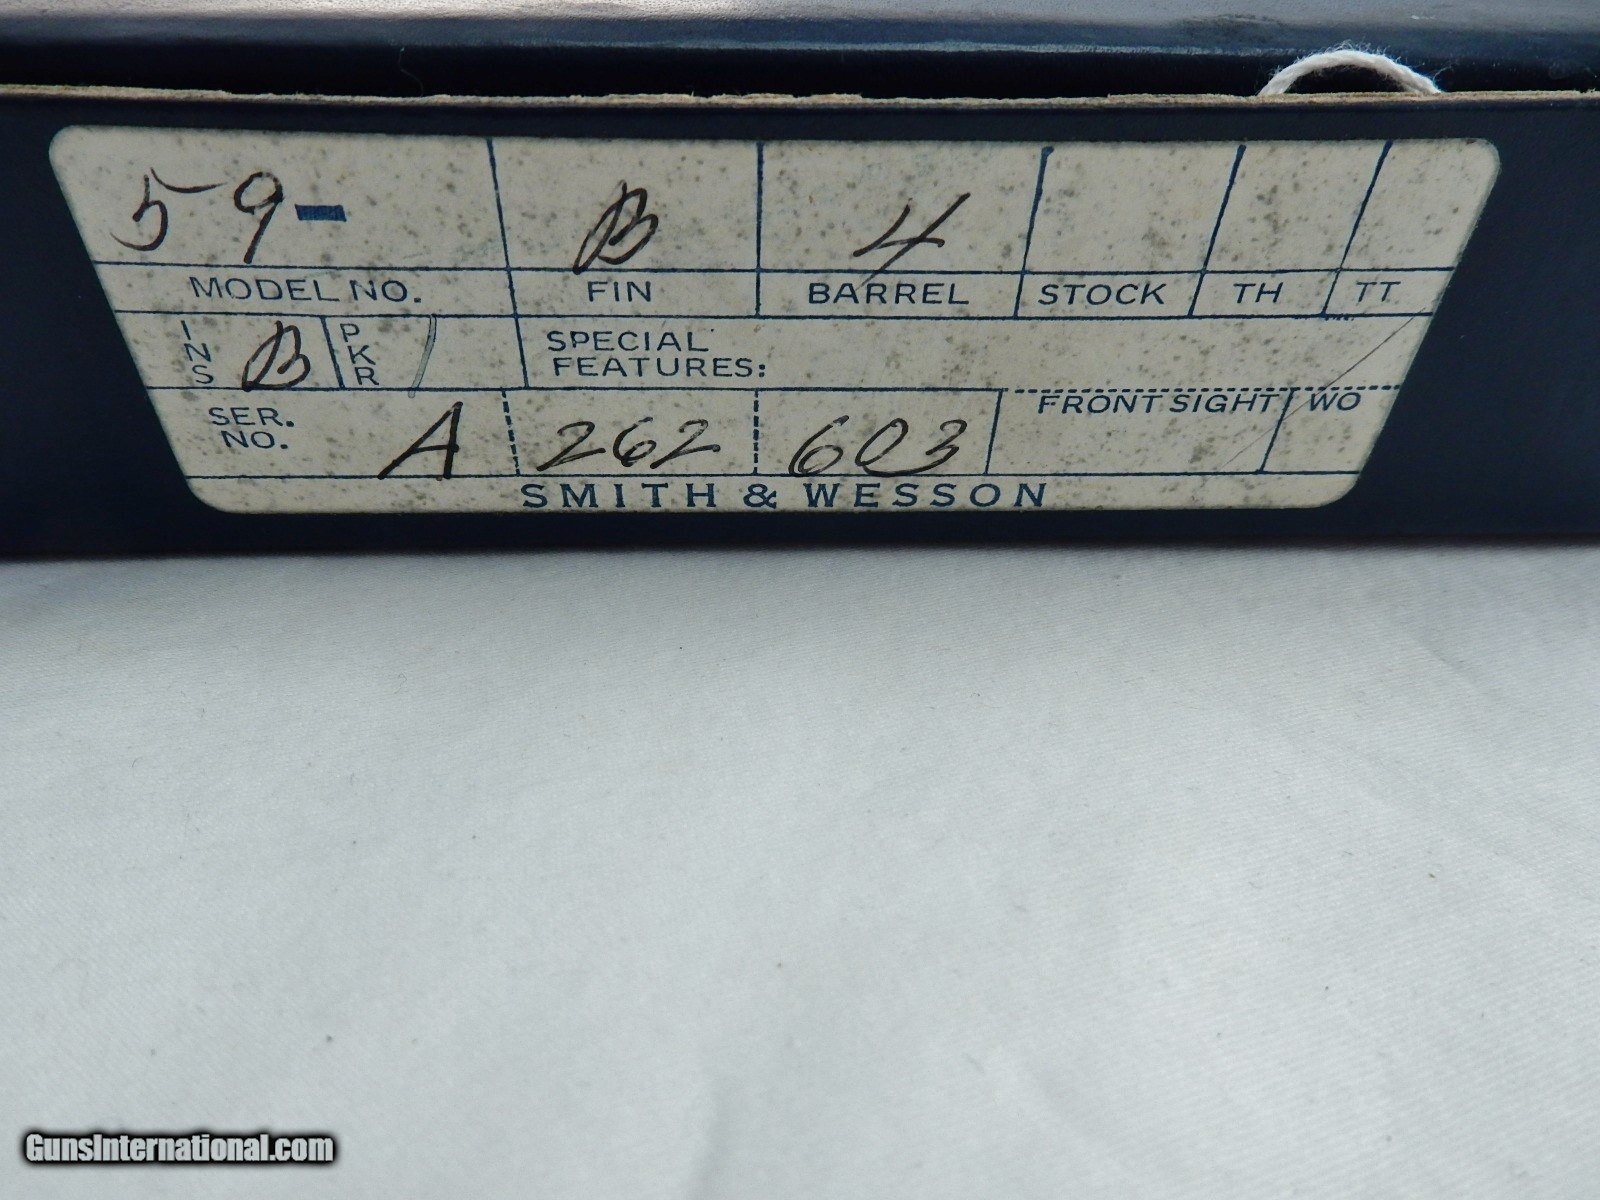 59- B 4
MODEL NO. FIN BARREL STOCK TH TT
INS B PKR / SPECIAL
FEATURES:
SER. A 262 603 FRONT SIGHT WO
NO.
SMITH & WESSON
GunsInternational.com